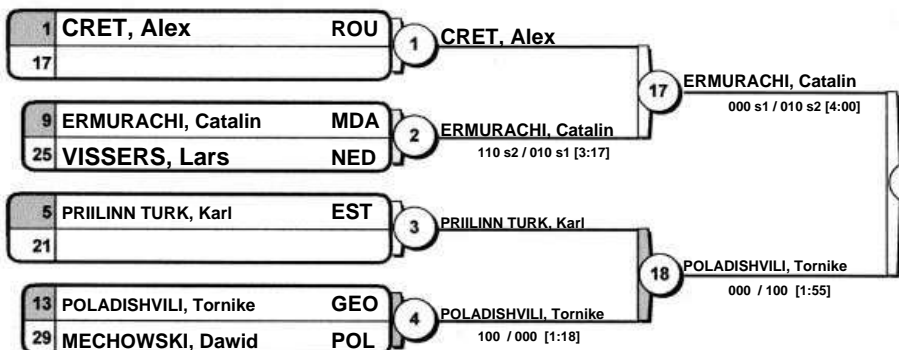 1 CRET, Alex ROU
17
1
CRET, Alex
9 ERMURACHI, Catalin MDA
25 VISSERS, Lars NED
2
ERMURACHI, Catalin
110 s2 / 010 s1 [3:17]
17
ERMURACHI, Catalin
000 s1 / 010 s2 [4:00]
5 PRIILINN TURK, Karl EST
21
3
PRIILINN TURK, Karl
13 POLADISHVILI, Tornike GEO
29 MECHOWSKI, Dawid POL
4
POLADISHVILI, Tornike
100 / 000 [1:18]
18
POLADISHVILI, Tornike
000 / 100 [1:55]